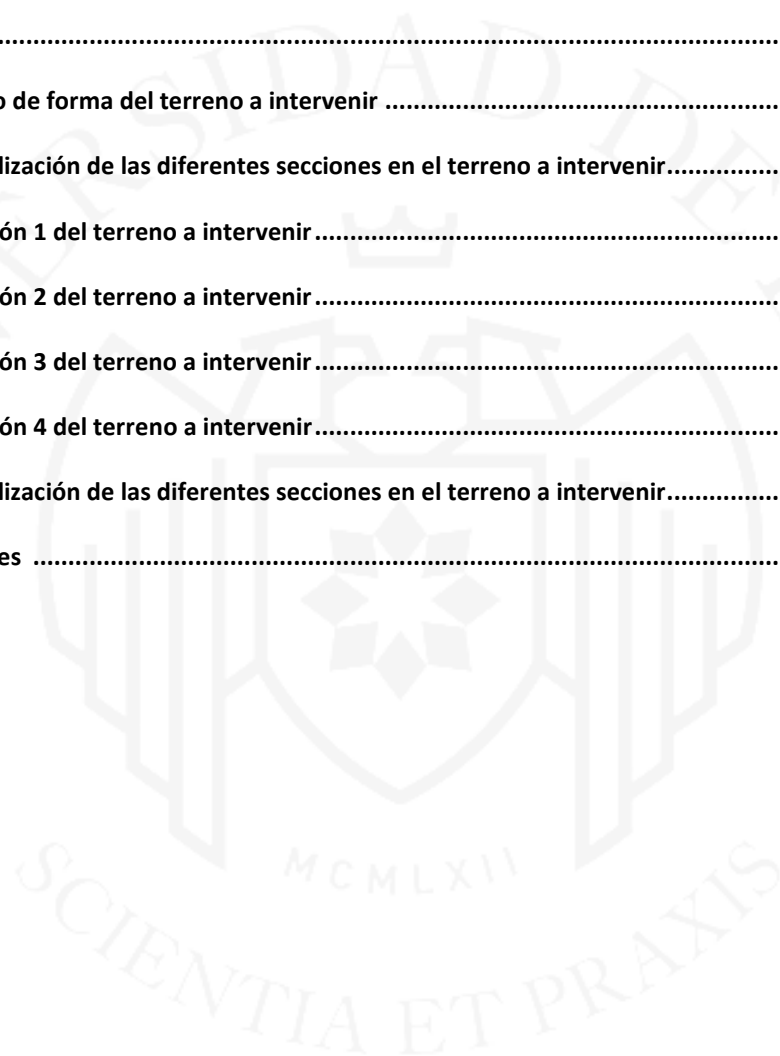 RSIDAD DE
...............................................................................................................
o de forma del terreno a intervenir ........................................................
lización de las diferentes secciones en el terreno a intervenir................
ón 1 del terreno a intervenir..................................................................
ón 2 del terreno a intervenir..................................................................
ón 3 del terreno a intervenir..................................................................
ón 4 del terreno a intervenir..................................................................
lización de las diferentes secciones en el terreno a intervenir................
es ..........................................................................................................
MCMLXII
SCIENTIA ET PRAXIS